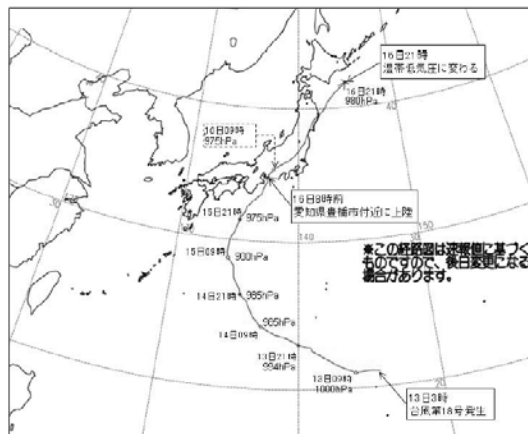 16日21時
温帯低気圧に変わる
16日21時
980hPa
40
16日09時
975hPa
16日8時前
愛知県豊橋市付近に上陸
15日21時
975hPa
30
140
150
※この経路図は速報値に基づく
ものですので、後日変更になる
場合があります。
15日09時
14日21時
965hPa
14日09時
985hPa
13日21時
994hPa
13日09時
1000hPa
20
13日3時
台風第18号発生